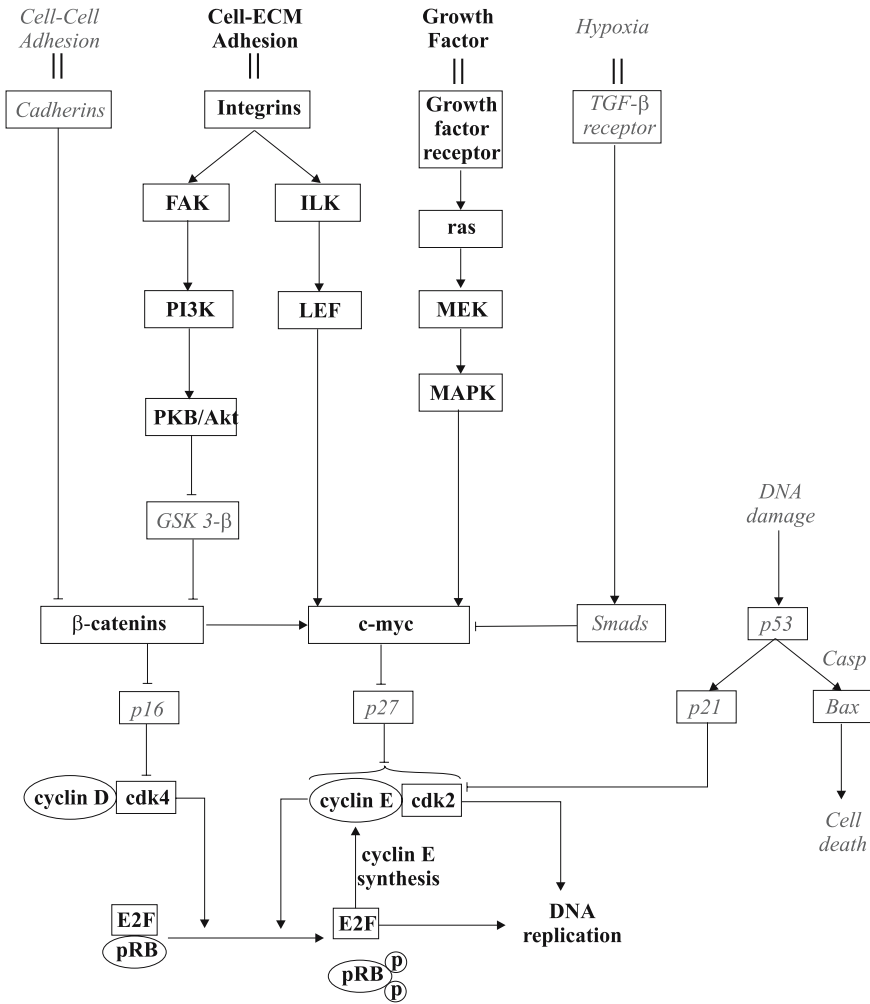 Cell-Cell
Adhesion
Cell-ECM
Adhesion
Growth
Factor
Hypoxia
Cadherins
Integrins
Growth
factor
receptor
TGF-β
receptor
FAK
ILK
ras
PI3K
LEF
MEK
MAPK
PKB/Akt
GSK 3-β
DNA
damage
β-catenins
c-myc
Smads
p53
Casp
p16
p27
p21
Bax
cyclin D
cdk4
cyclin E
cdk2
Cell
death
cyclin E
synthesis
E2F
pRB
E2F
DNA
replication
pRB
p
p